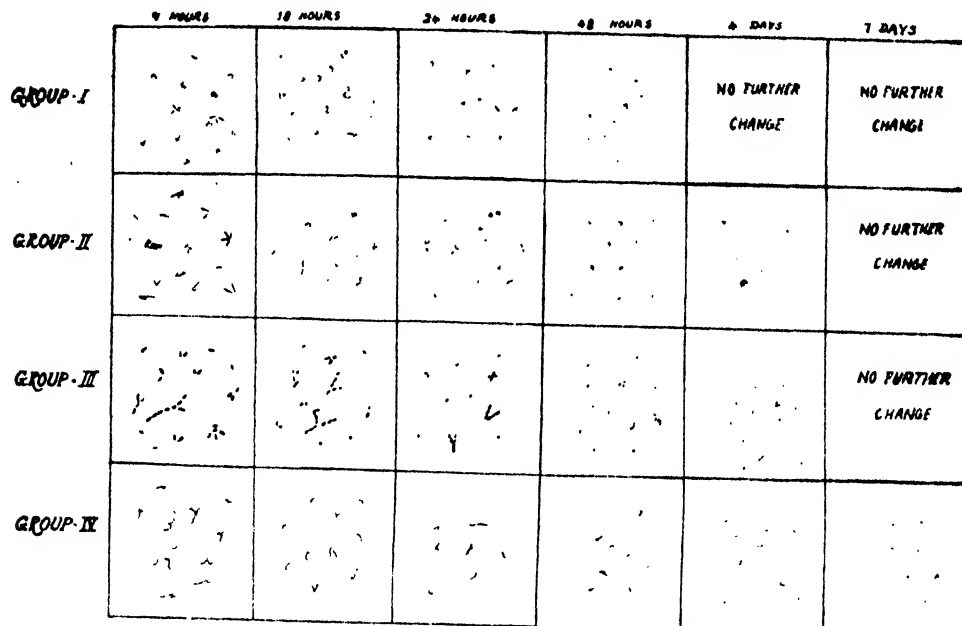 9 HOURS 18 HOURS 24 HOURS 48 HOURS 4 DAYS 7 DAYS
GROUP-I NO FURTHER NO FURTHER
CHANGE CHANGE
GROUP-II NO FURTHER
CHANGE
GROUP-III NO FURTHER
CHANGE
GROUP-IV